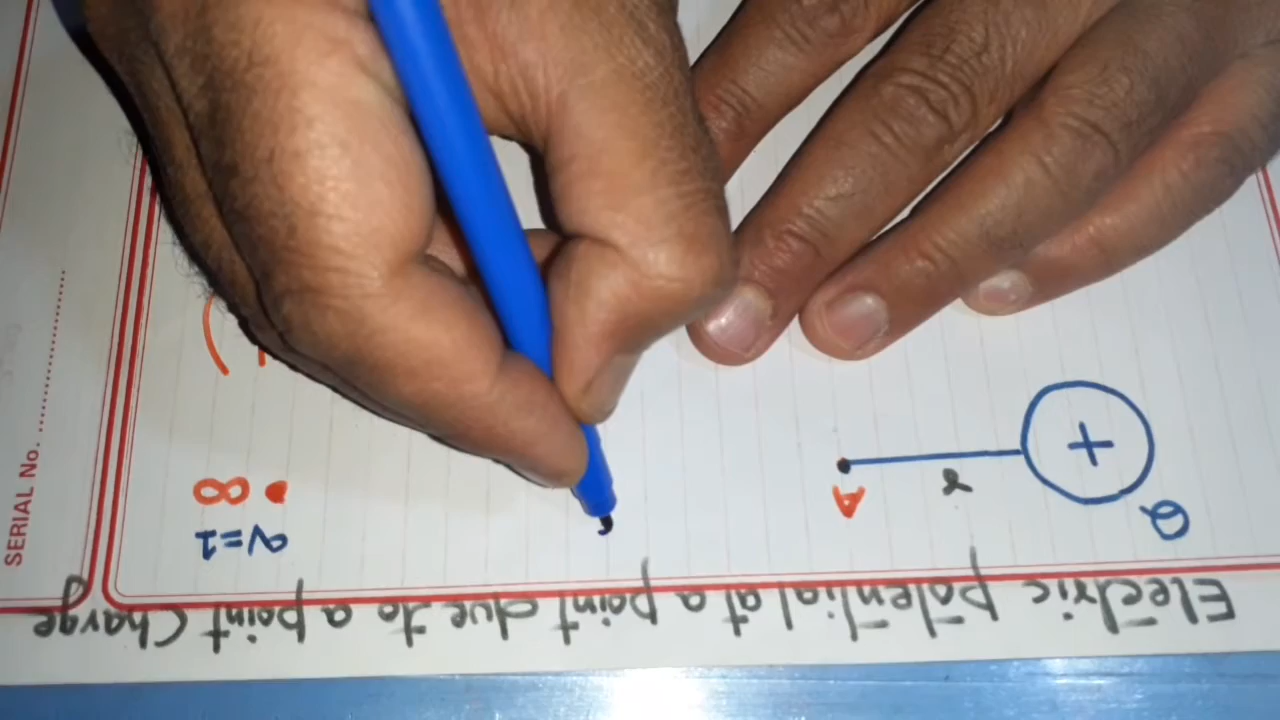 Electric potential at a point due to a point Charge
Q
r
A
q=1
∞
+
SERIAL No. ....................